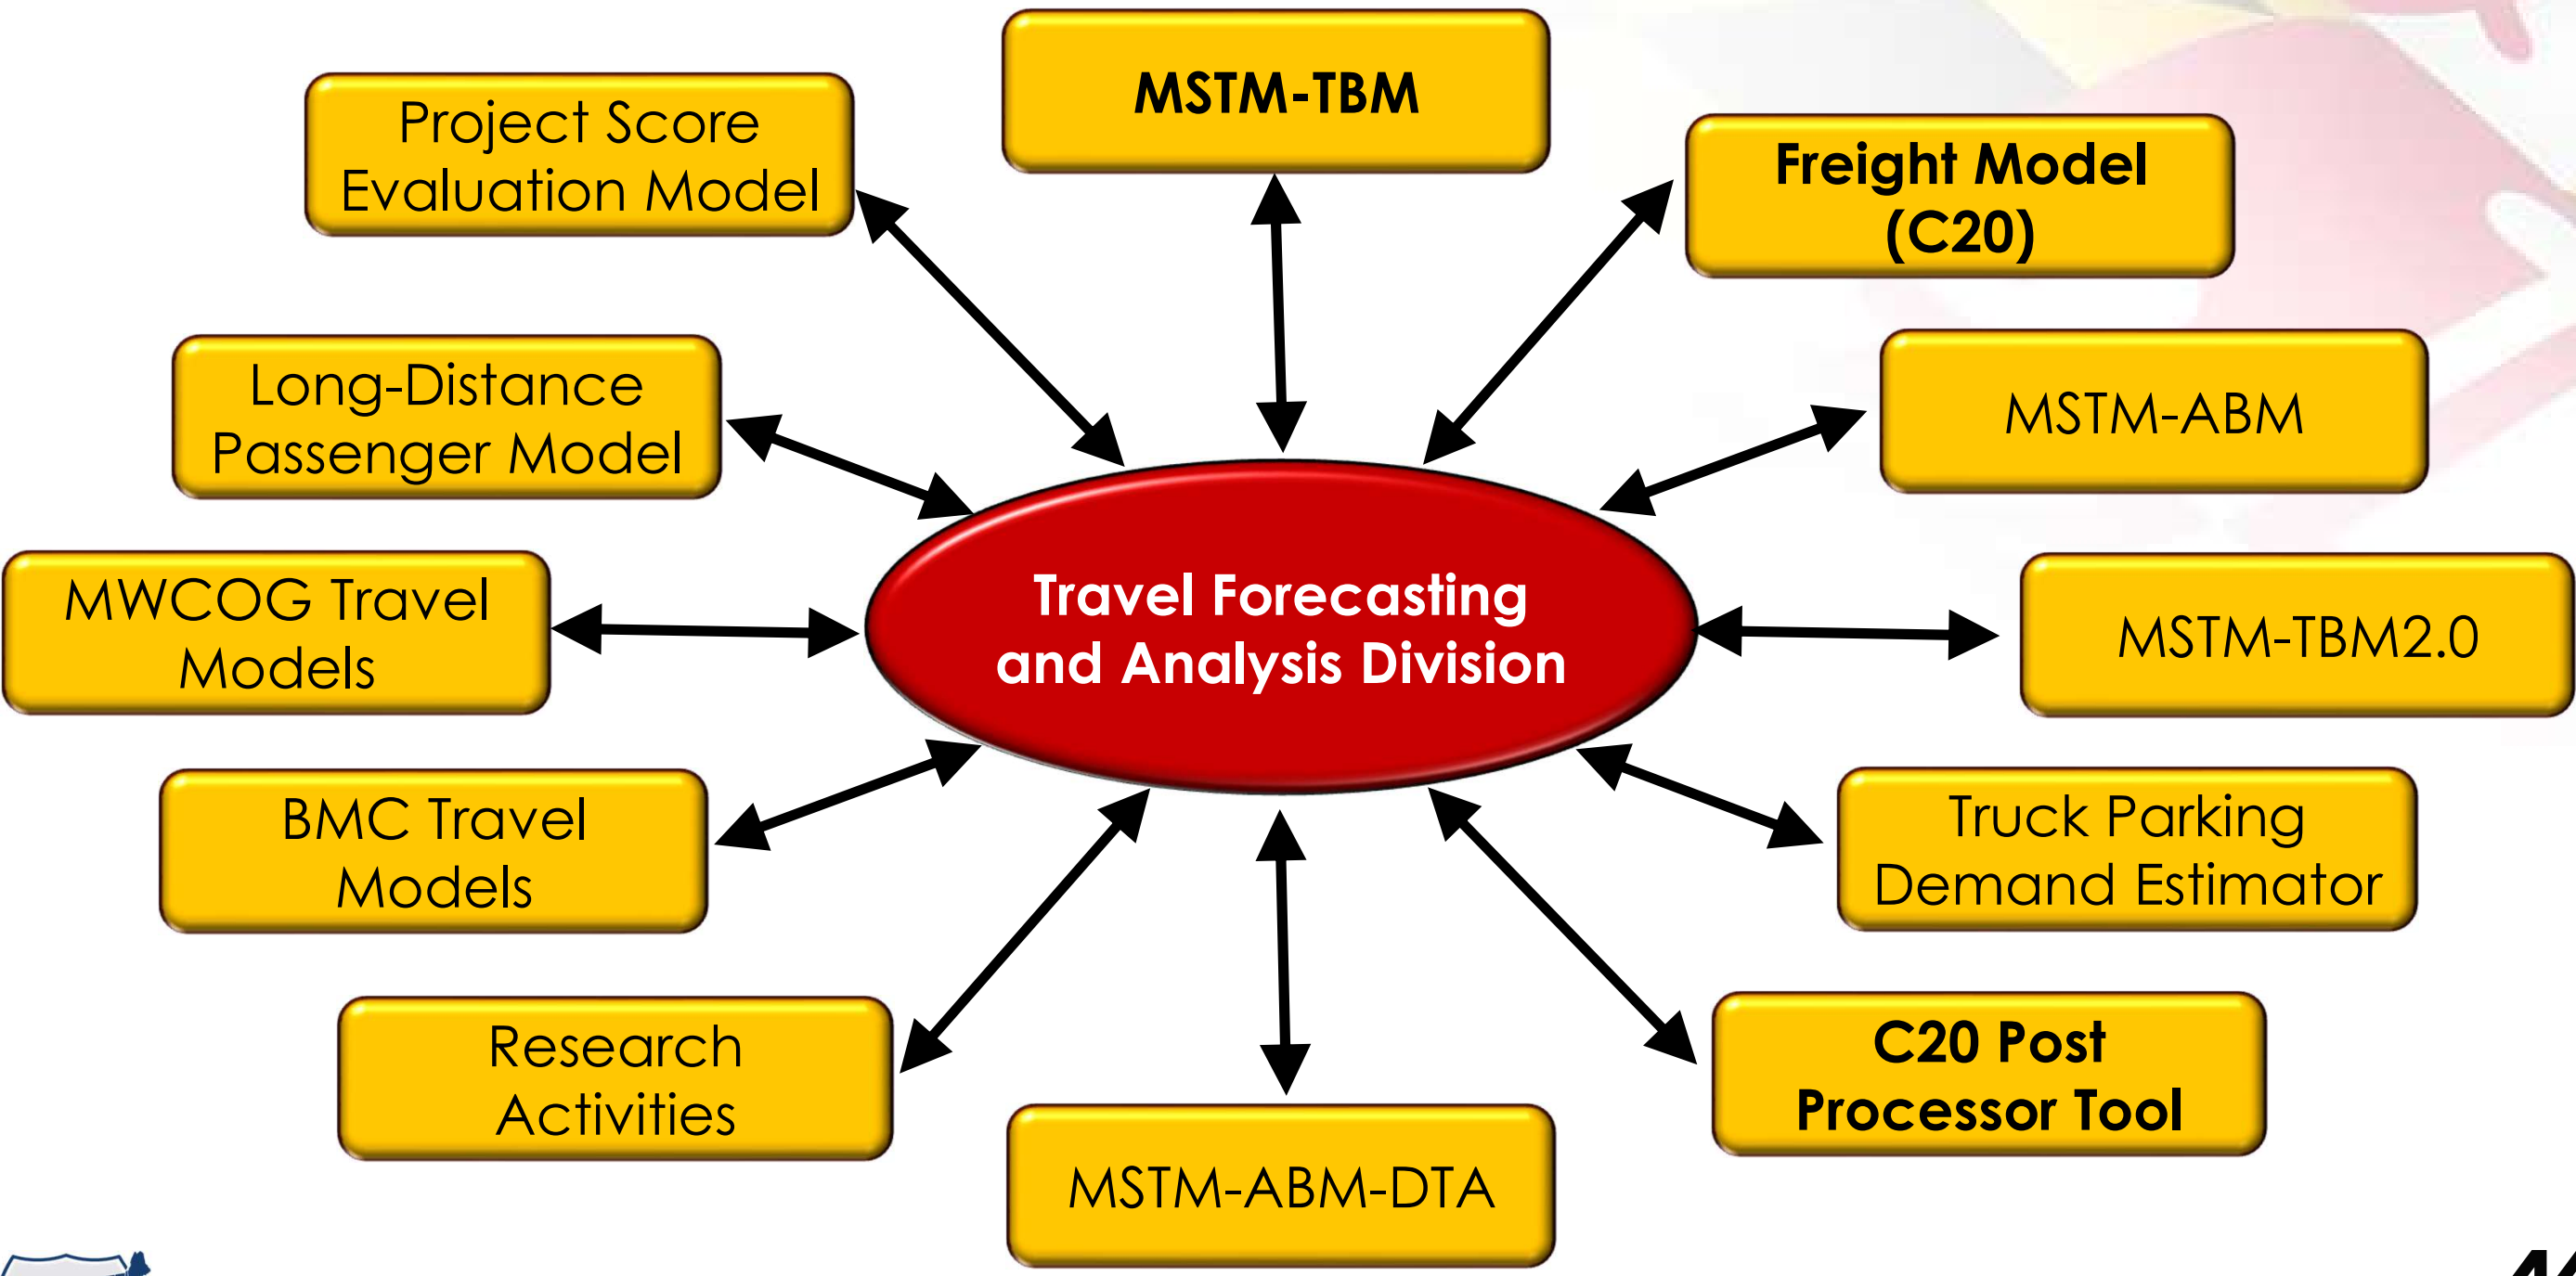 MSTM-TBM
Project Score
Evaluation Model
Freight Model
(C20)
Long-Distance
Passenger Model
MSTM-ABM
MWCOG Travel
Models
Travel Forecasting
and Analysis Division
MSTM-TBM2.0
BMC Travel
Models
Truck Parking
Demand Estimator
Research
Activities
C20 Post
Processor Tool
MSTM-ABM-DTA